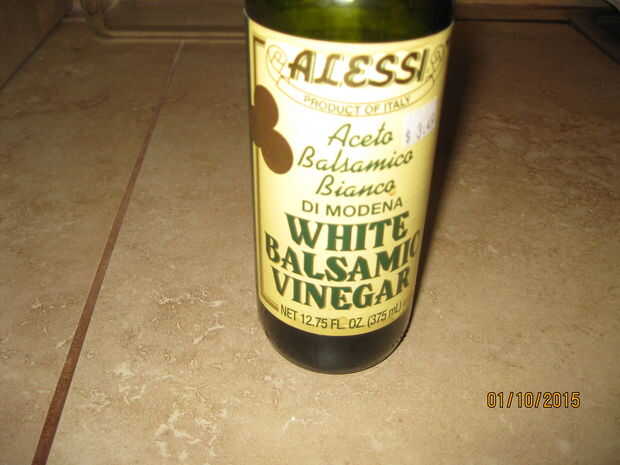 ALESSI
PRODUCT OF ITALY
Aceto
Balsamico
Bianco
DI MODENA
WHITE
BALSAMIC
VINEGAR
NET 12.75 FL. OZ. (375 mL)
01/10/2015